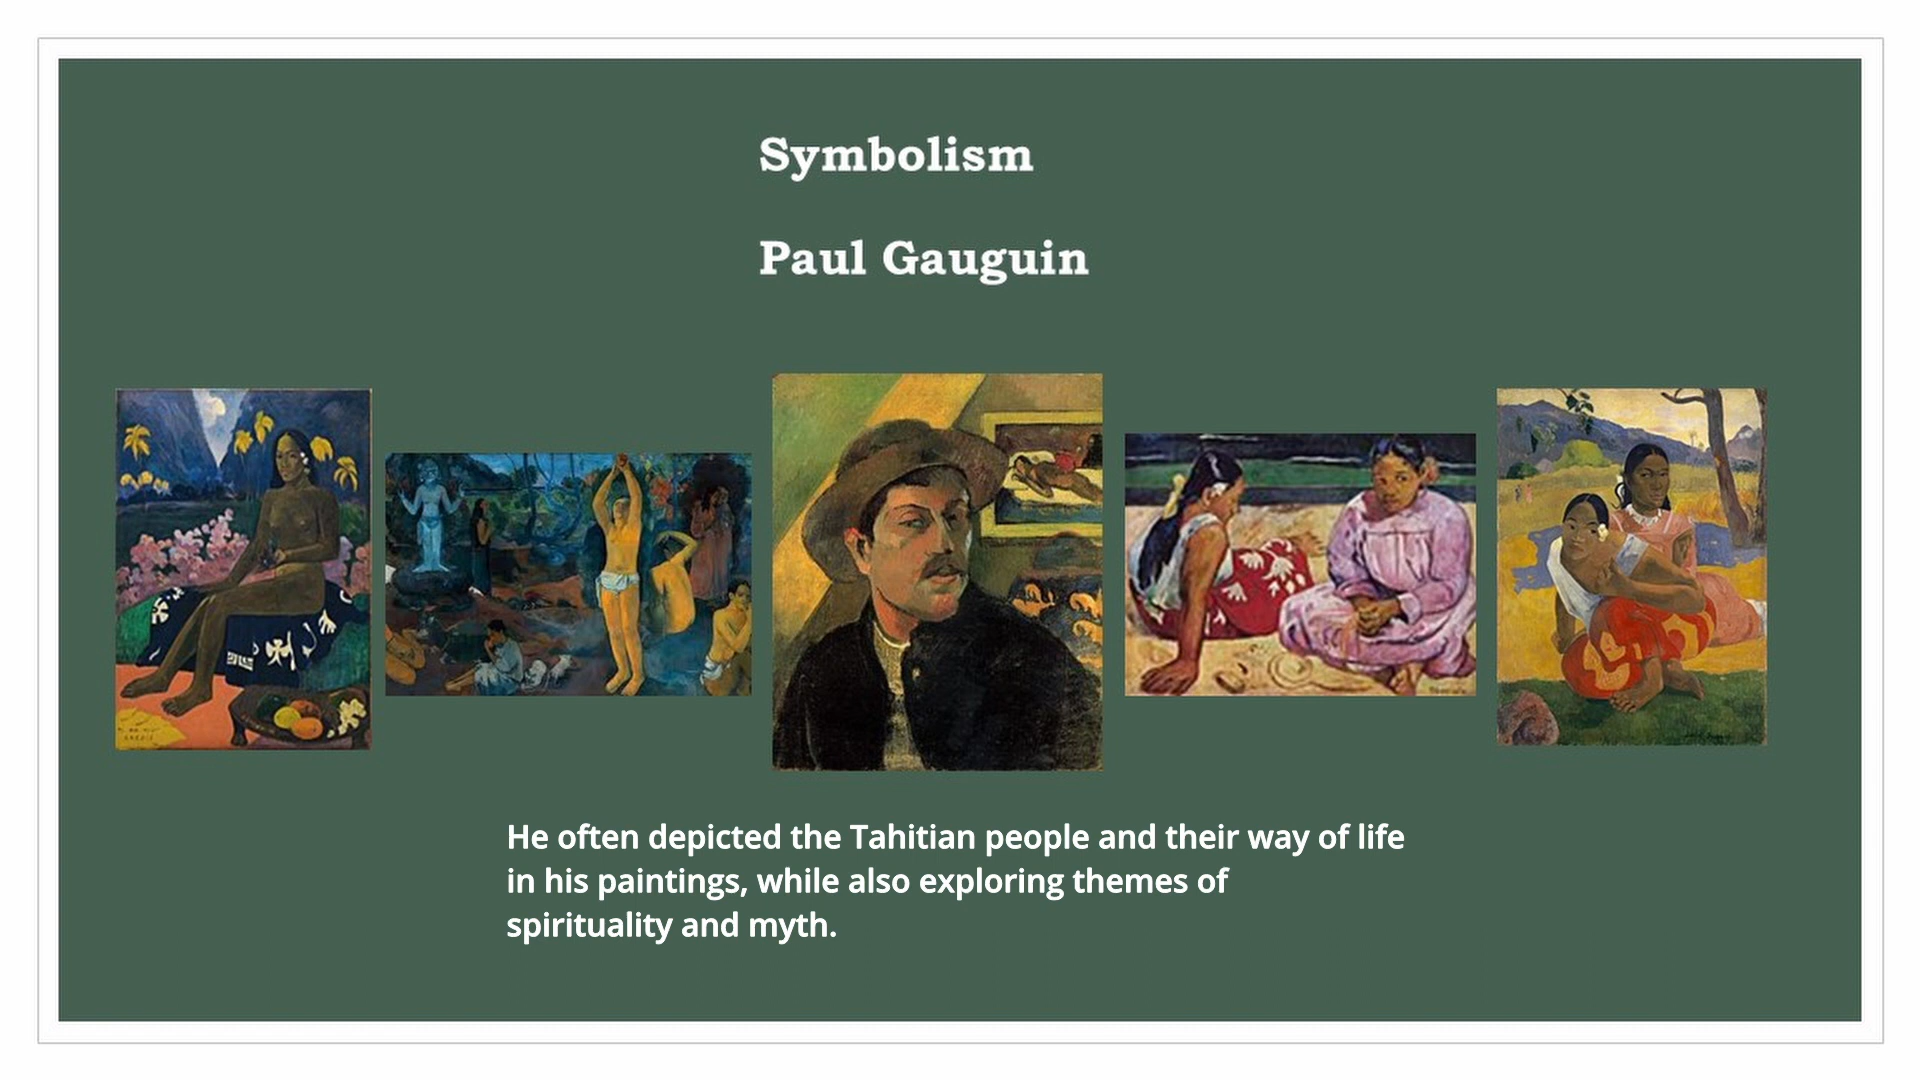 Symbolism
Paul Gauguin
He often depicted the Tahitian people and their way of life
in his paintings, while also exploring themes of
spirituality and myth.